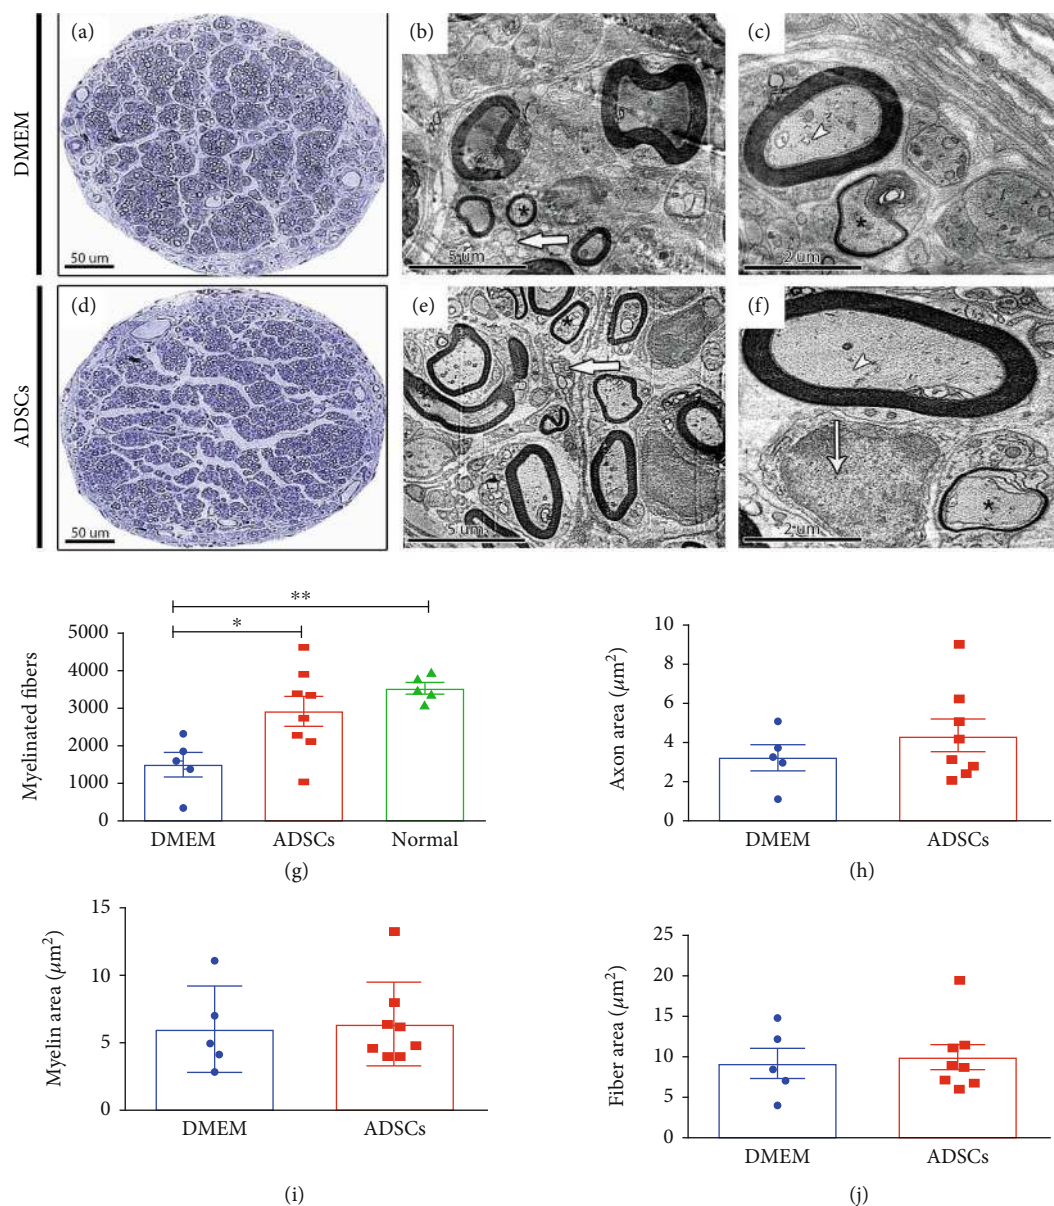 DMEM
(a)
50 um
(b)
*
5 um
(c)
*
2 um
ADSCs
(d)
50 um
(e)
*
5 um
(f)
*
2 um
**
*
Myelinated fibers
5000
4000
3000
2000
1000
0
DMEM
ADSCs
Normal
(g)
Axon area (μm²)
10
8
6
4
2
0
DMEM
ADSCs
(h)
Myelin area (μm²)
15
10
5
0
DMEM
ADSCs
(i)
Fiber area (μm²)
25
20
15
10
5
0
DMEM
ADSCs
(j)